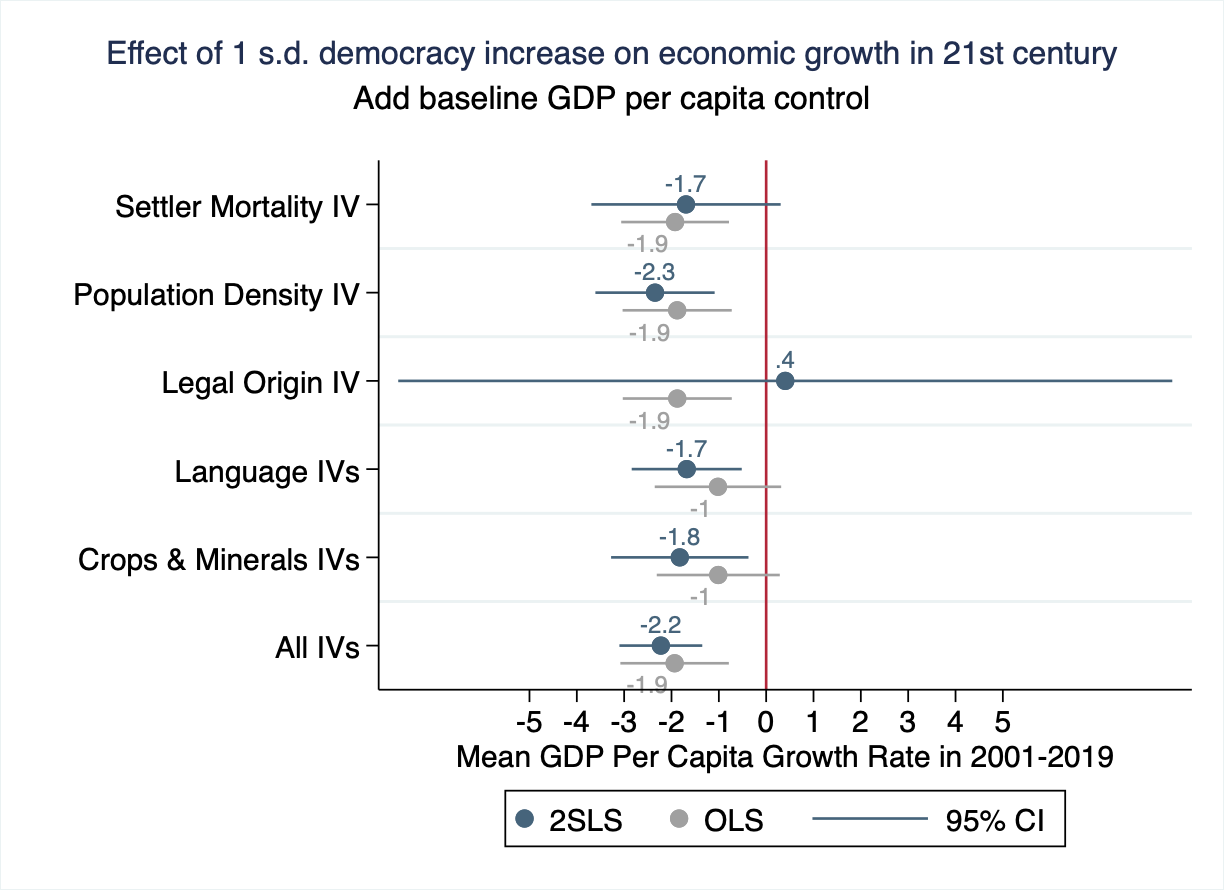 Effect of 1 s.d. democracy increase on economic growth in 21st century
Add baseline GDP per capita control
Settler Mortality IV
-1.7
-1.9
Population Density IV
-2.3
-1.9
Legal Origin IV
.4
-1.9
Language IVs
-1.7
-1
Crops & Minerals IVs
-1.8
-1
All IVs
-2.2
-1.9
-5 -4 -3 -2 -1 0 1 2 3 4 5
Mean GDP Per Capita Growth Rate in 2001-2019
2SLS OLS 95% CI